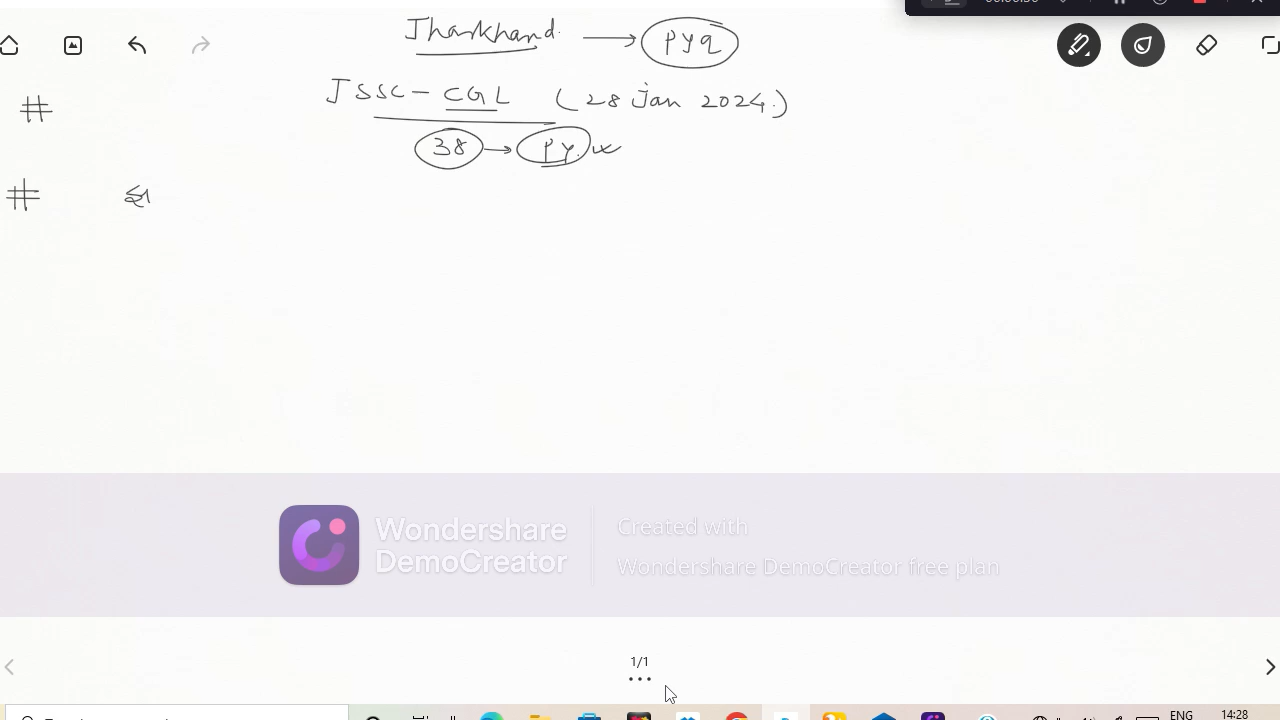 Jharkhand. → PYQ
# JSSC- CGL (28 Jan 2024.)
38 → PY.
#
Wondershare DemoCreator
Created with
Wondershare DemoCreator free plan
1/1
ENG
14:28